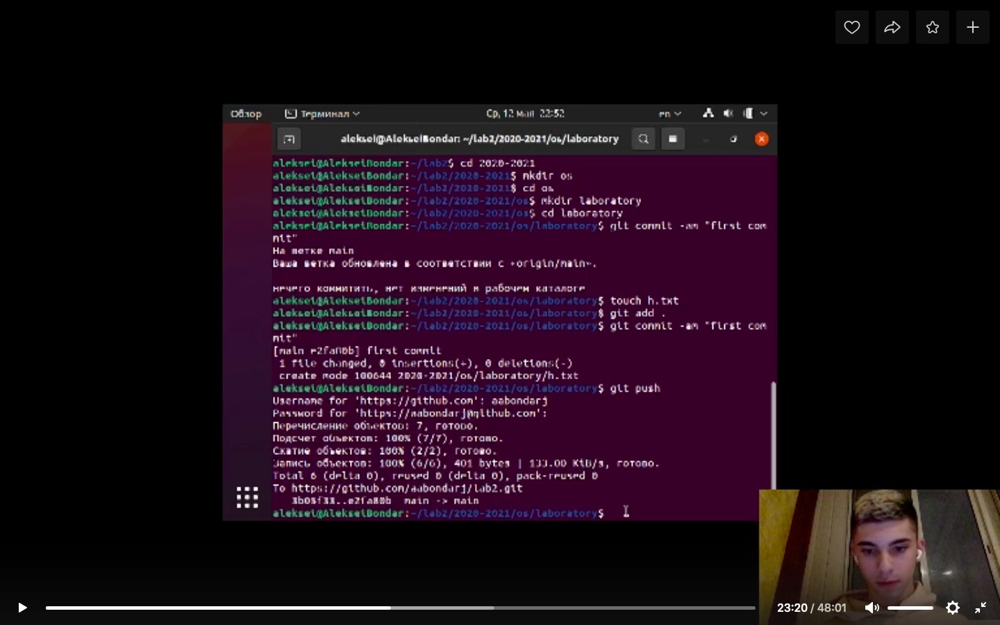 Обзор
Терминал
Ср, 12 мая 22:52
en
aleksei@AlekseiBondar: ~/lab2/2020-2021/os/laboratory
aleksei@AlekseiBondar:~/lab2$ cd 2020-2021
aleksei@AlekseiBondar:~/lab2/2020-2021$ mkdir os
aleksei@AlekseiBondar:~/lab2/2020-2021$ cd os
aleksei@AlekseiBondar:~/lab2/2020-2021/os$ mkdir laboratory
aleksei@AlekseiBondar:~/lab2/2020-2021/os$ cd laboratory
aleksei@AlekseiBondar:~/lab2/2020-2021/os/laboratory$ git commit -am "first com
mit"
На ветке main
Ваша ветка обновлена в соответствии с «origin/main».
нечего коммитить, нет изменений в рабочем каталоге
aleksei@AlekseiBondar:~/lab2/2020-2021/os/laboratory$ touch h.txt
aleksei@AlekseiBondar:~/lab2/2020-2021/os/laboratory$ git add .
aleksei@AlekseiBondar:~/lab2/2020-2021/os/laboratory$ git commit -am "first com
mit"
[main e2fa80b] first commit
1 file changed, 0 insertions(+), 0 deletions(-)
create mode 100644 2020-2021/os/laboratory/h.txt
aleksei@AlekseiBondar:~/lab2/2020-2021/os/laboratory$ git push
Username for 'https://github.com': aabondarj
Password for 'https://aabondarj@github.com':
Перечисление объектов: 7, готово.
Подсчет объектов: 100% (7/7), готово.
Сжатие объектов: 100% (2/2), готово.
Запись объектов: 100% (6/6), 401 bytes | 133.00 KiB/s, готово.
Total 6 (delta 0), reused 0 (delta 0), pack-reused 0
To https://github.com/aabondarj/lab2.git
main -> main
aleksei@AlekseiBondar:~/lab2/2020-2021/os/laboratory$
23:20 / 48:01